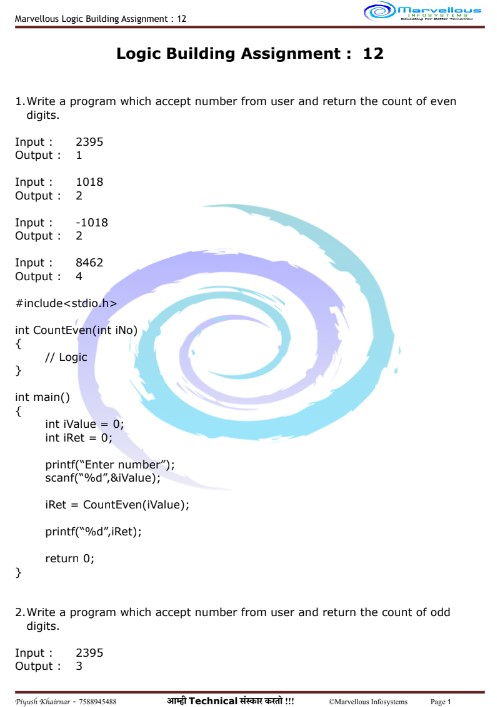 Marvellous Logic Building Assignment : 12
Marvellous
INFOSYSTEMS
Educating for Better Tomorrow
Logic Building Assignment : 12
1.Write a program which accept number from user and return the count of even
digits.
Input : 2395
Output : 1
Input : 1018
Output : 2
Input : -1018
Output : 2
Input : 8462
Output : 4
#include<stdio.h>
int CountEven(int iNo)
{
// Logic
}
int main()
{
int iValue = 0;
int iRet = 0;
printf(“Enter number”);
scanf(“%d”,&iValue);
iRet = CountEven(iValue);
printf(“%d”,iRet);
return 0;
}
2.Write a program which accept number from user and return the count of odd
digits.
Input : 2395
Output : 3
Piyush Khairnar - 7588945488 आम्ही Technical संस्कार करतो !!! ©Marvellous Infosystems Page 1